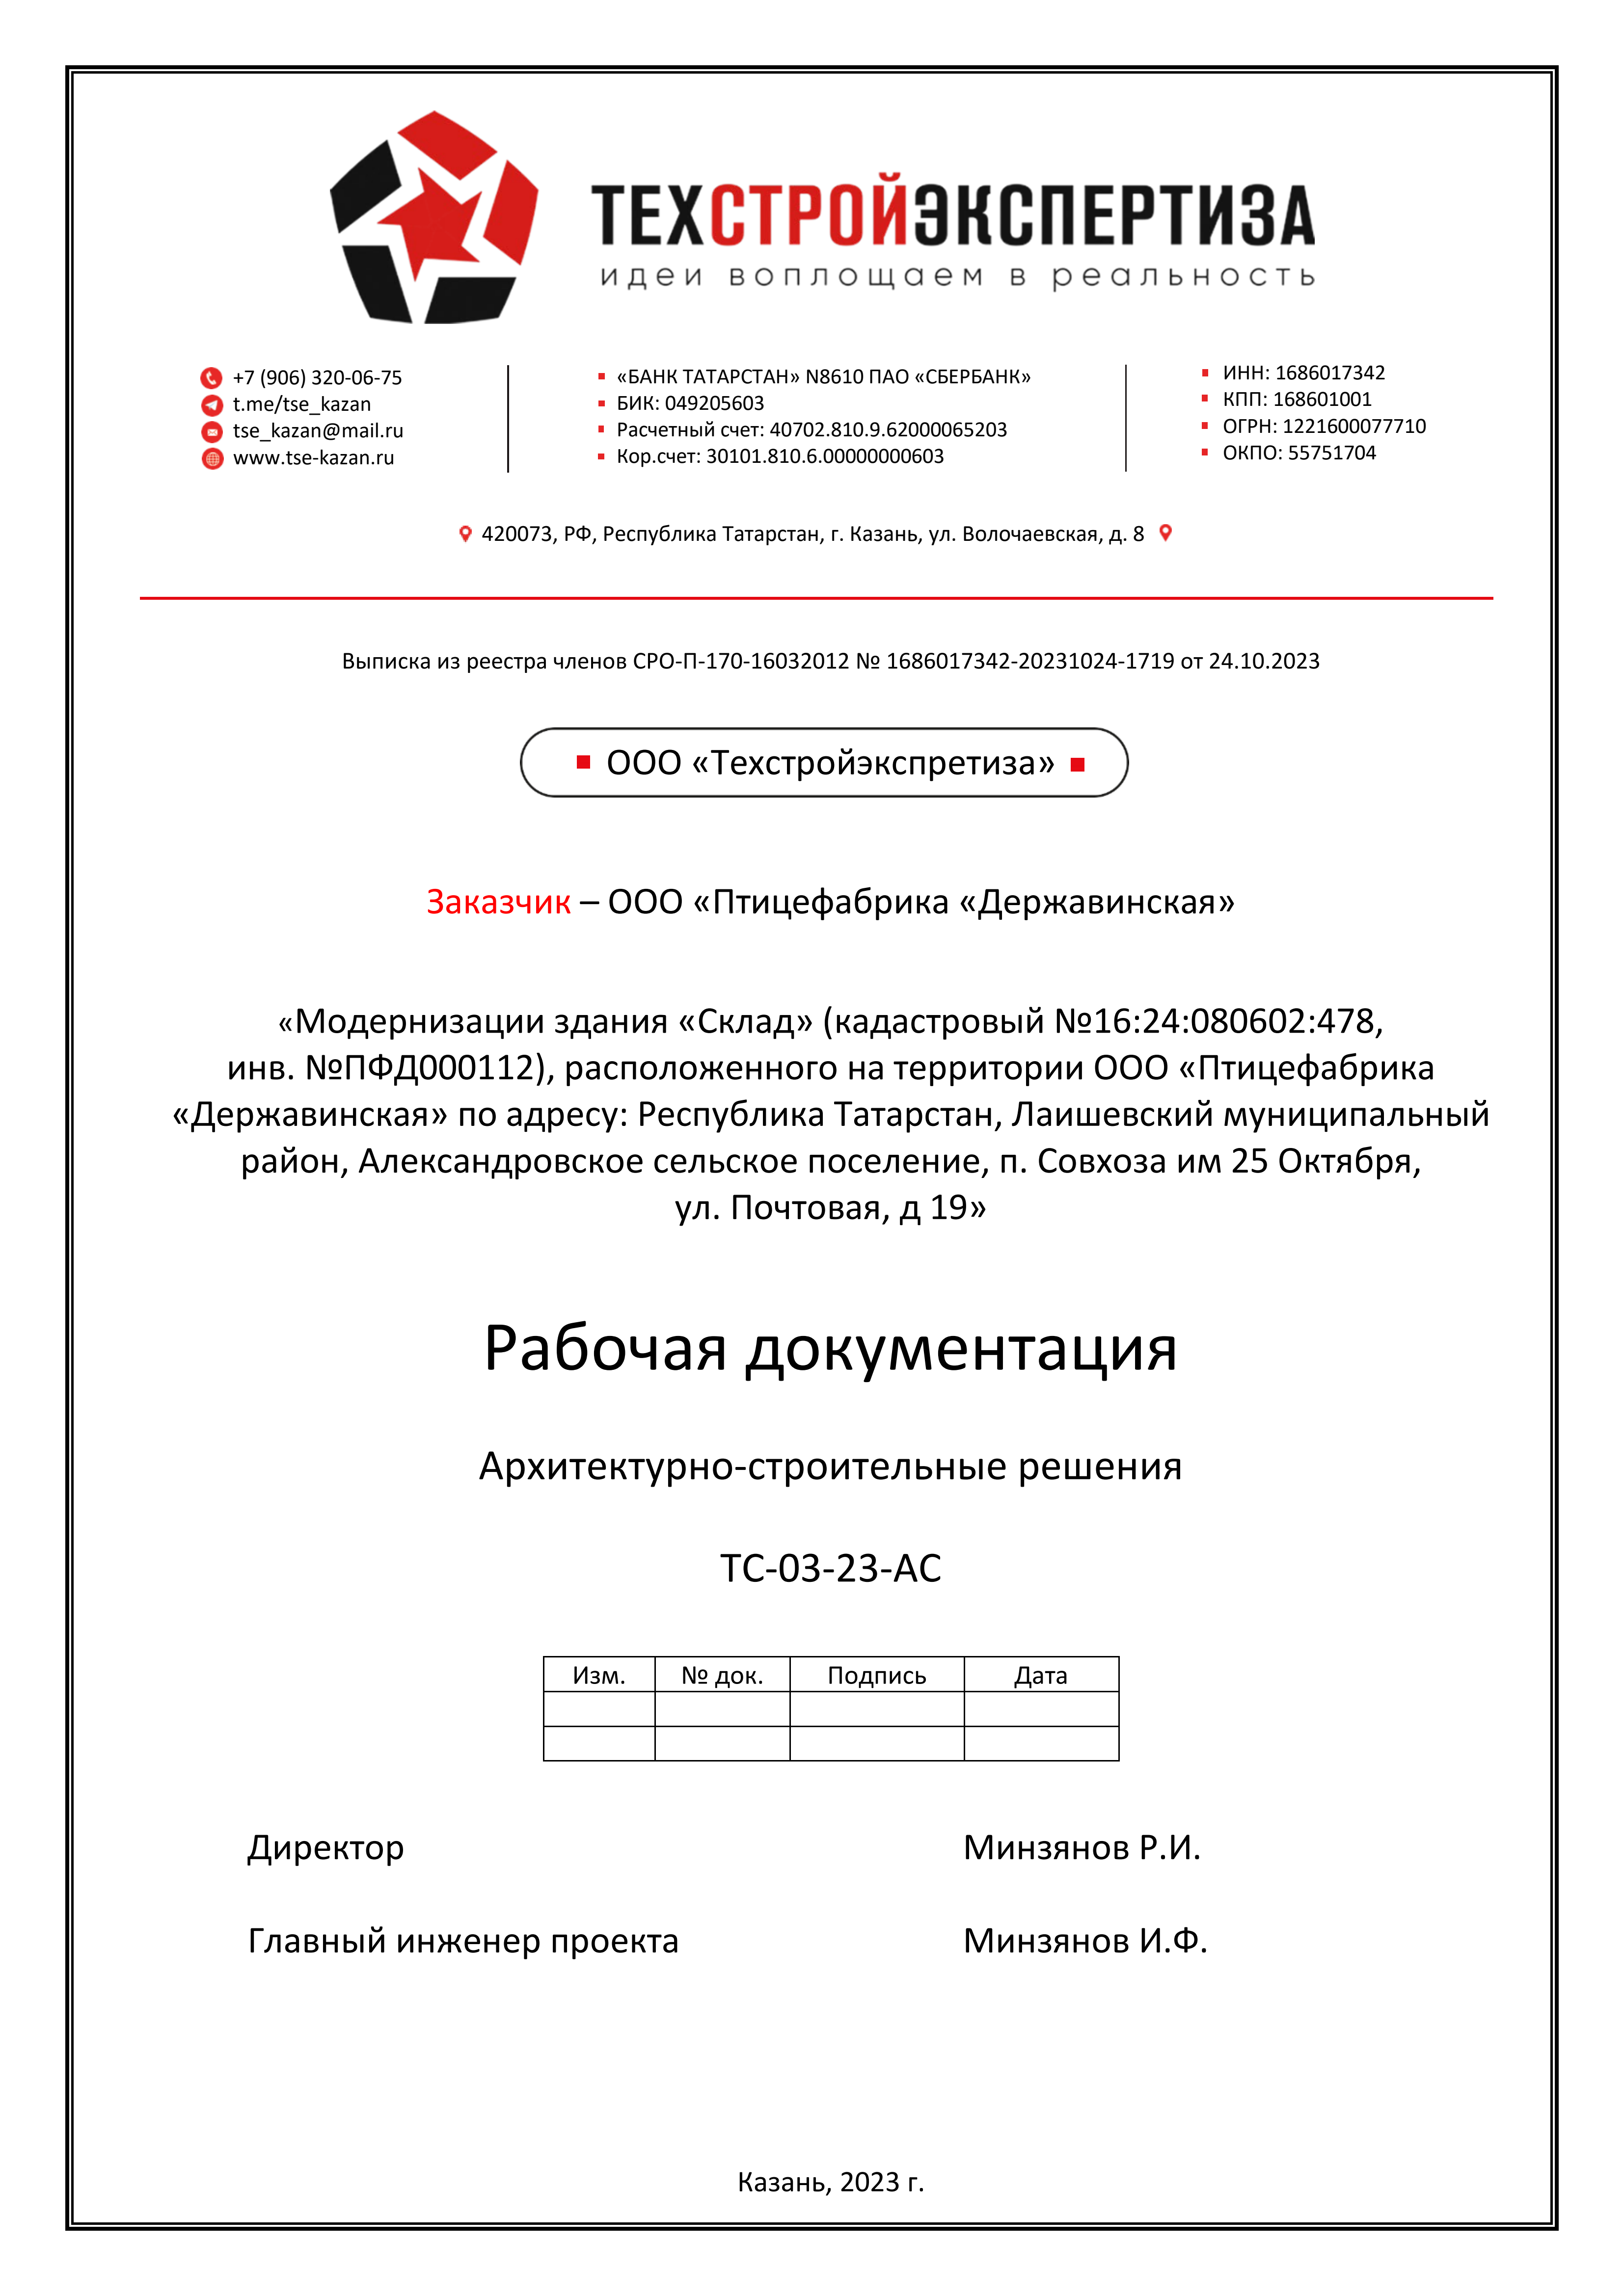 ТЕХСТРОЙЭКСПЕРТИЗА
идеи воплощаем в реальность
+7 (906) 320-06-75
t.me/tse_kazan
tse_kazan@mail.ru
www.tse-kazan.ru
«БАНК ТАТАРСТАН» N8610 ПАО «СБЕРБАНК»
БИК: 049205603
Расчетный счет: 40702.810.9.62000065203
Кор.счет: 30101.810.6.00000000603
ИНН: 1686017342
КПП: 168601001
ОГРН: 1221600077710
ОКПО: 55751704
420073, РФ, Республика Татарстан, г. Казань, ул. Волочаевская, д. 8
Выписка из реестра членов СРО-П-170-16032012 № 1686017342-20231024-1719 от 24.10.2023
ООО «Техстройэкспретиза»
Заказчик – ООО «Птицефабрика «Державинская»
«Модернизации здания «Склад» (кадастровый №16:24:080602:478,
инв. №ПФД000112), расположенного на территории ООО «Птицефабрика
«Державинская» по адресу: Республика Татарстан, Лаишевский муниципальный
район, Александровское сельское поселение, п. Совхоза им 25 Октября,
ул. Почтовая, д 19»
Рабочая документация
Архитектурно-строительные решения
ТС-03-23-АС
Изм. № док. Подпись Дата
Директор Минзянов Р.И.
Главный инженер проекта Минзянов И.Ф.
Казань, 2023 г.